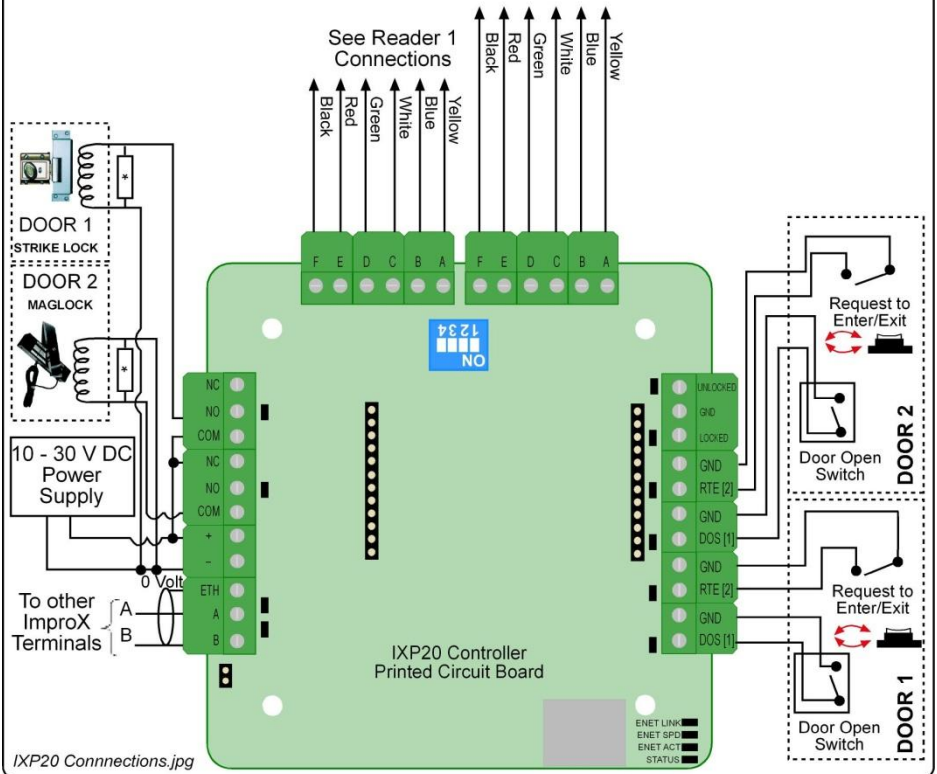 See Reader 1
Connections
Black
Red
Green
White
Blue
Yellow
Black
Red
Green
White
Blue
Yellow
F E D C B A
F E D C B A
DOOR 1
STRIKE LOCK
*
DOOR 2
MAGLOCK
*
10 - 30 V DC
Power
Supply
0 Volt
To other
ImproX
Terminals
A
B
NC
NO
COM
NC
NO
COM
+
–
ETH
A
B
1234
ON
UNLOCKED
GND
LOCKED
GND
RTE [2]
GND
DOS [1]
GND
RTE [2]
GND
DOS [1]
Request to
Enter/Exit
Door Open
Switch
DOOR 2
Request to
Enter/Exit
Door Open
Switch
DOOR 1
IXP20 Controller
Printed Circuit Board
ENET LINK
ENET SPD
ENET ACT
STATUS
IXP20 Connnections.jpg